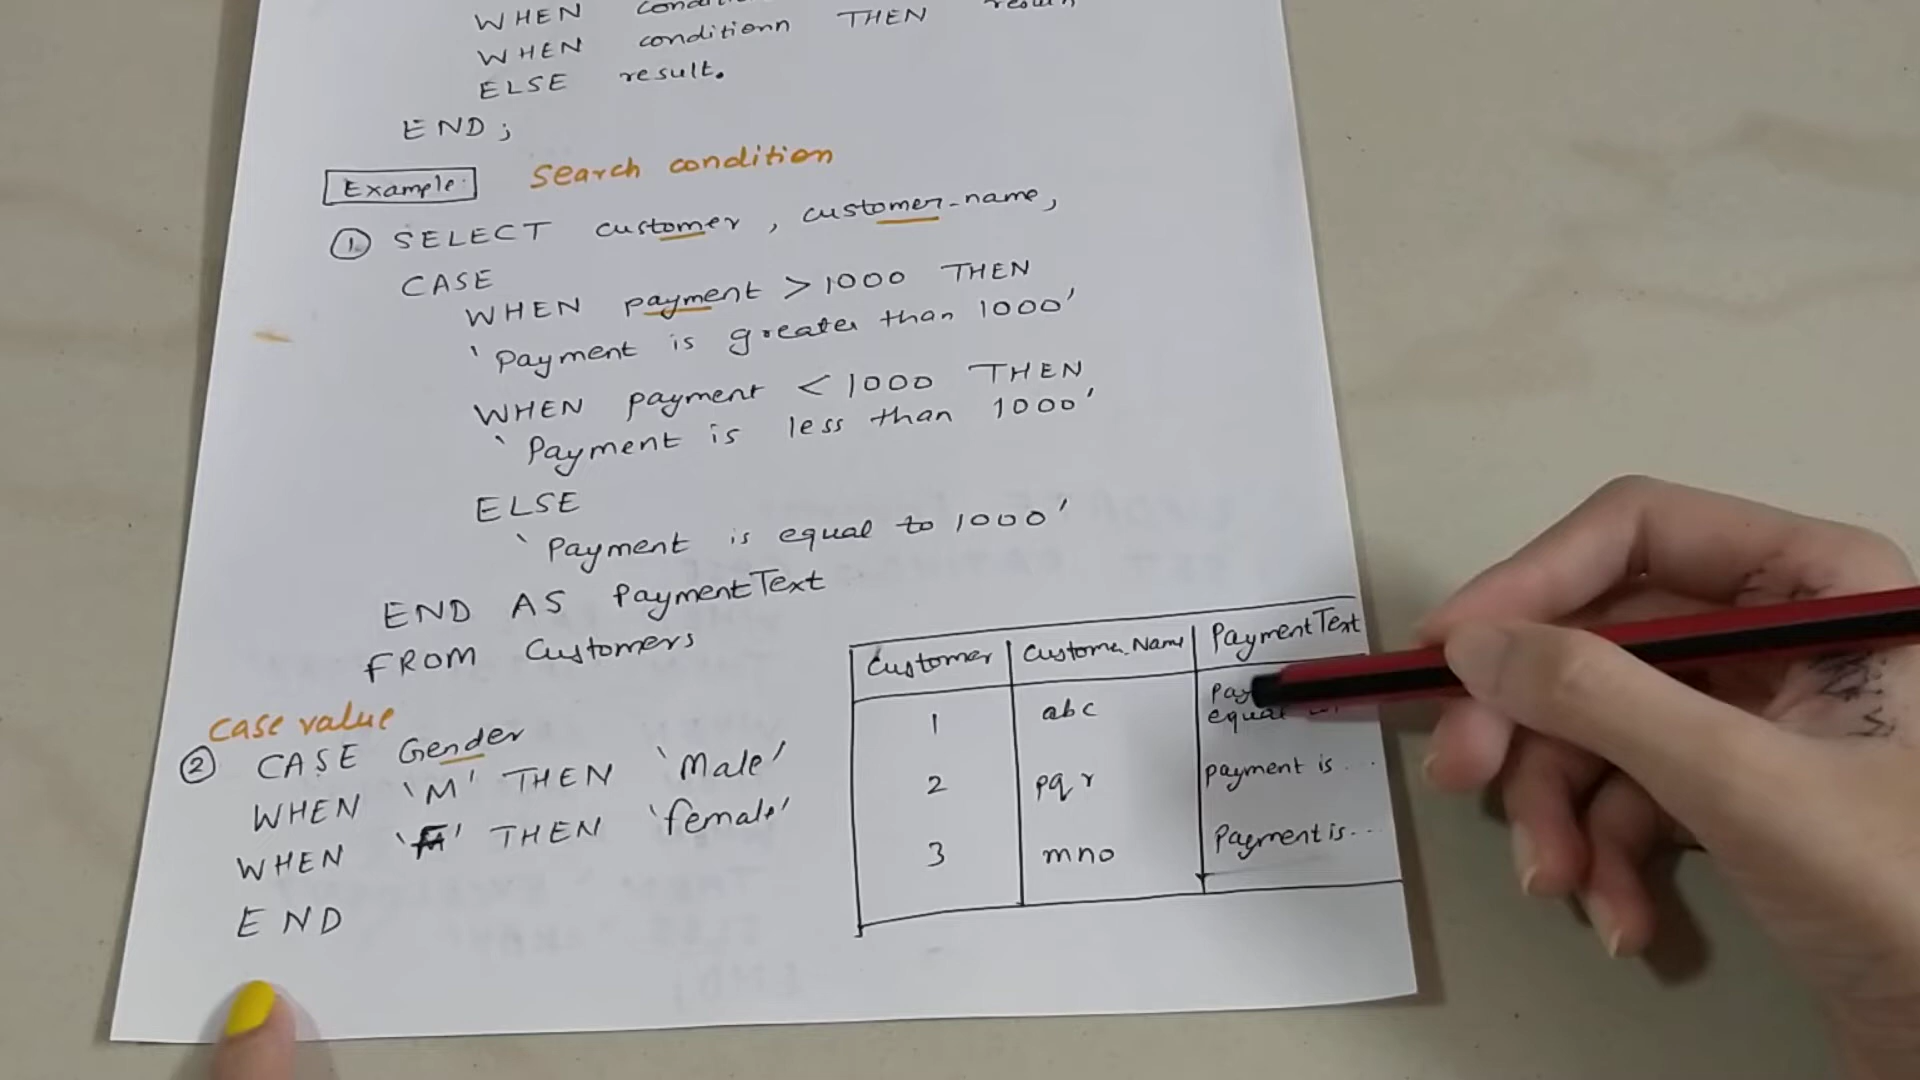 WHEN
WHEN conditionn THEN
ELSE result.
END;
Example: Search condition
① SELECT customer, customer-name,
CASE
WHEN payment > 1000 THEN
'Payment is greater than 1000'
WHEN payment < 1000 THEN
'Payment is less than 1000'
ELSE
'Payment is equal to 1000'
END AS PaymentText
FROM Customers
Case value
② CASE Gender
WHEN 'M' THEN 'Male'
WHEN 'F' THEN 'female'
END
Customer Custome.Name PaymentText
1 abc
equal
2 pqr payment is ...
3 mno Payment is...